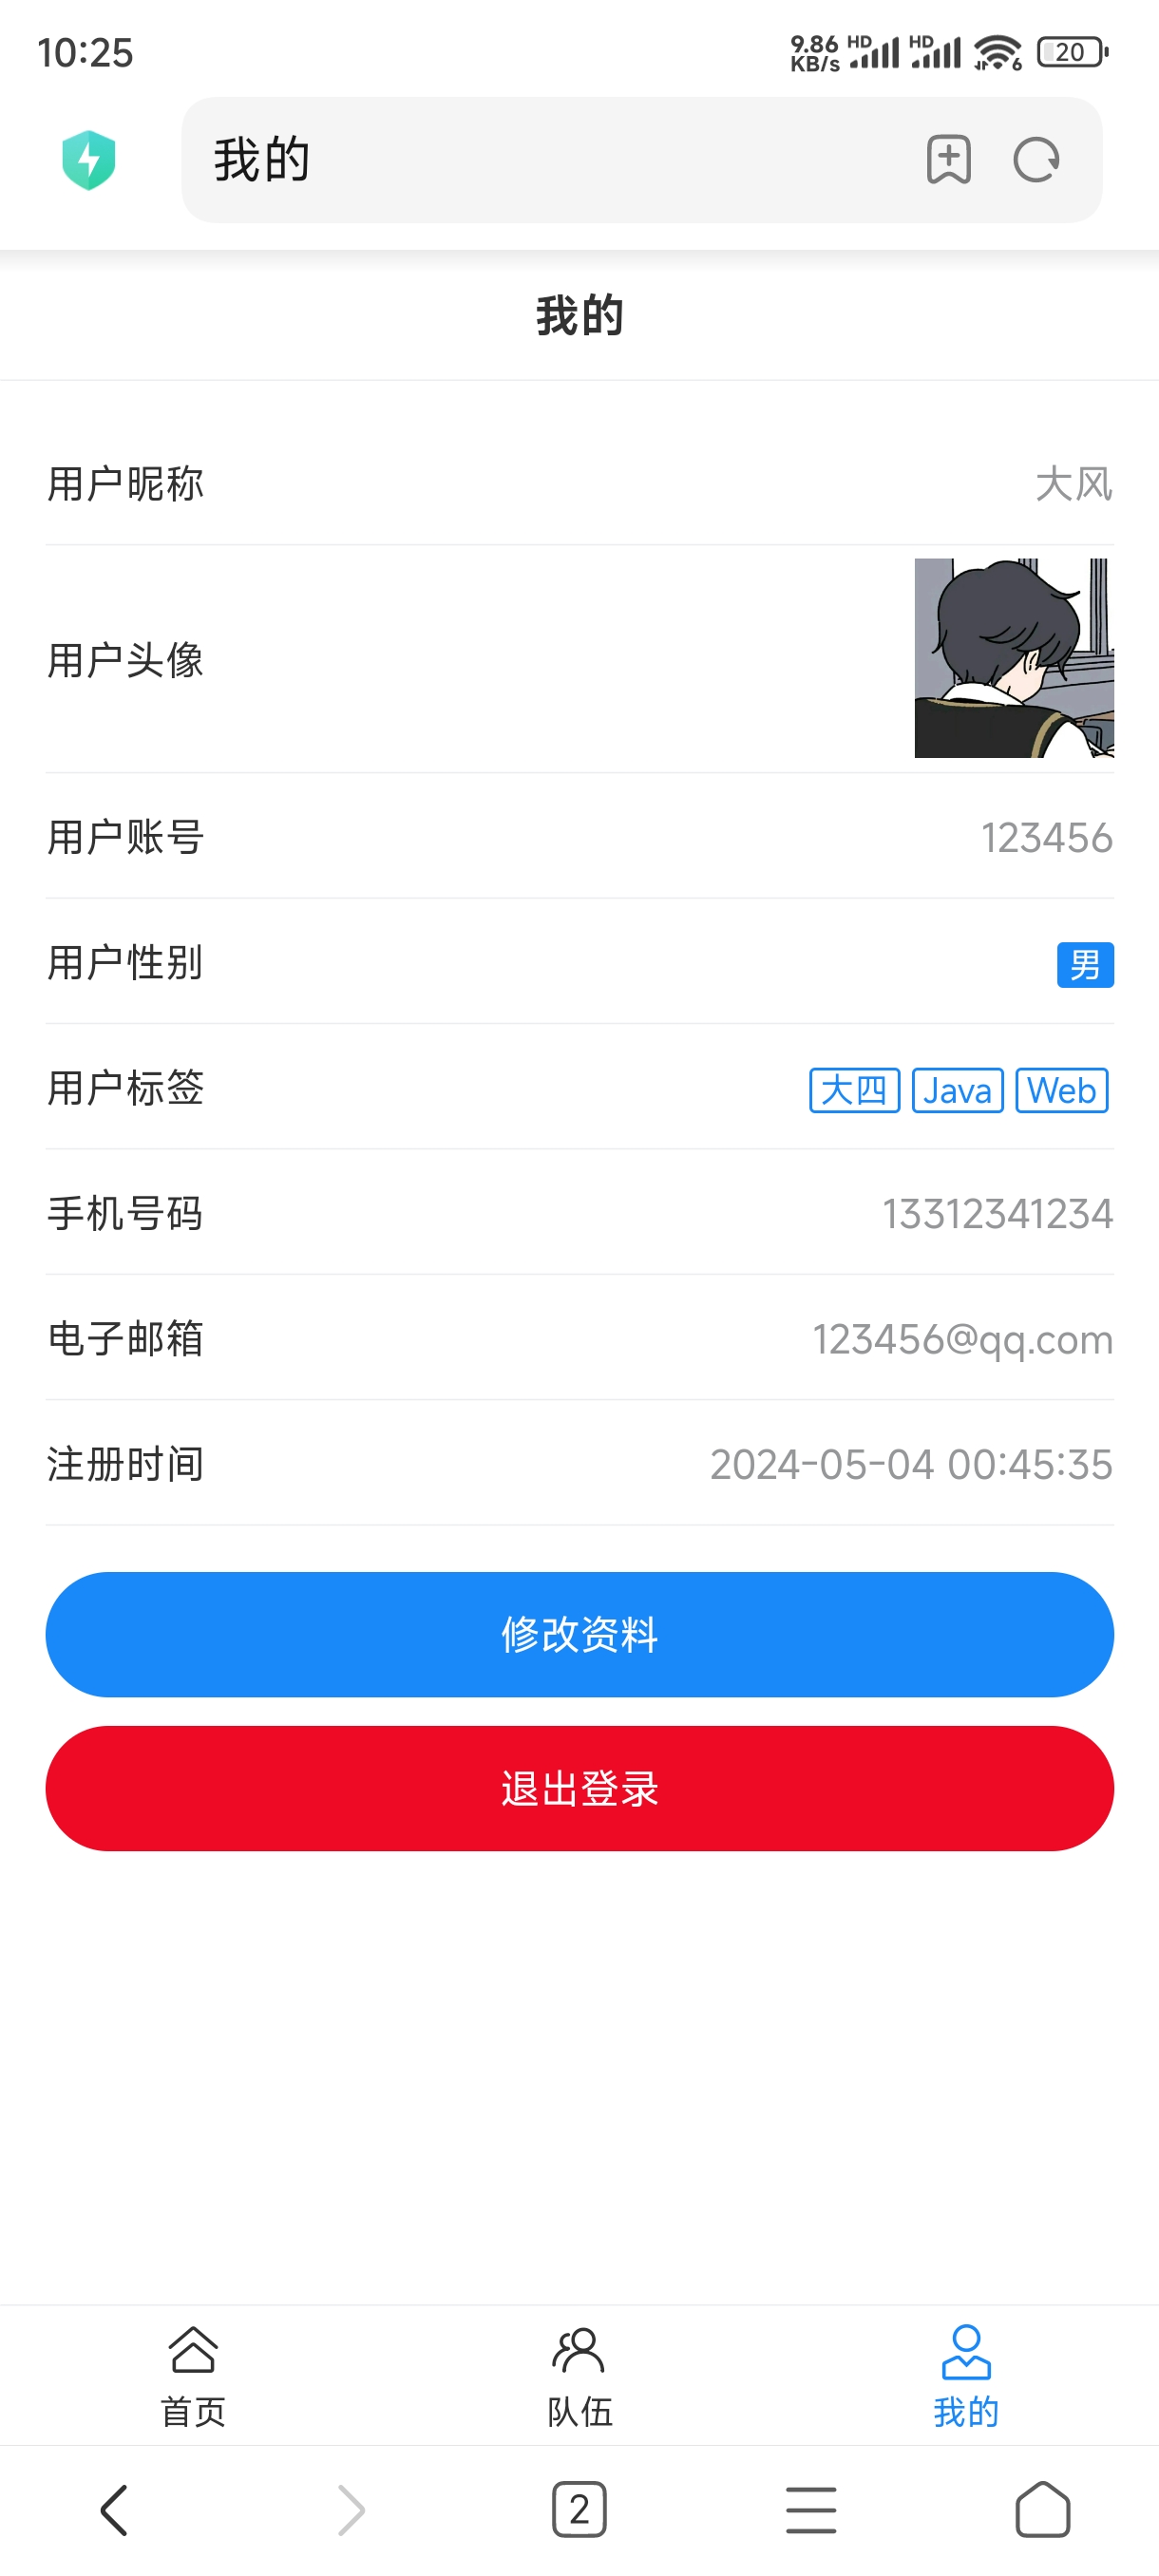 10:25
9.86 KB/s HD HD 6 20
我的
我的
用户昵称 大风
用户头像
用户账号 123456
用户性别 男
用户标签 大四 Java Web
手机号码 13312341234
电子邮箱 123456@qq.com
注册时间 2024-05-04 00:45:35
修改资料
退出登录
首页 队伍 我的
2